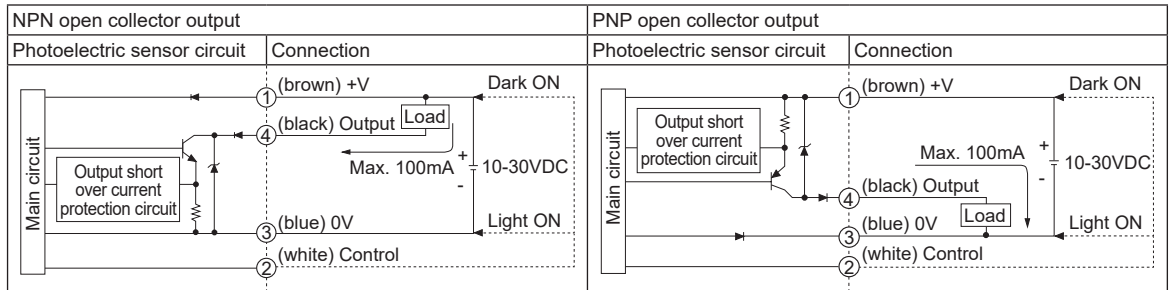 NPN open collector output
Photoelectric sensor circuit
Connection
Main circuit
Output short
over current
protection circuit
1
(brown) +V
Load
4
(black) Output
Max. 100mA
+
-
10-30VDC
Dark ON
Light ON
3
(blue) 0V
2
(white) Control
PNP open collector output
Photoelectric sensor circuit
Connection
Main circuit
Output short
over current
protection circuit
1
(brown) +V
Dark ON
Max. 100mA
+
-
10-30VDC
4
(black) Output
Load
Light ON
3
(blue) 0V
2
(white) Control